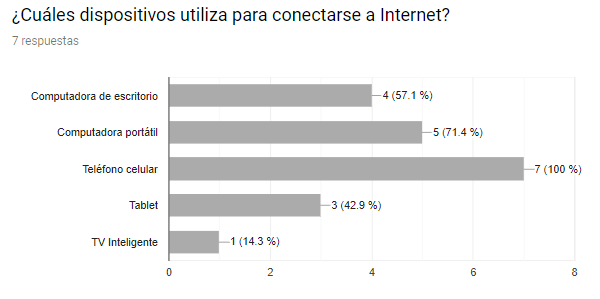 ¿Cuáles dispositivos utiliza para conectarse a Internet?
7 respuestas
Computadora de escritorio 4 (57.1 %)
Computadora portátil 5 (71.4 %)
Teléfono celular 7 (100 %)
Tablet 3 (42.9 %)
TV Inteligente 1 (14.3 %)
0 2 4 6 8